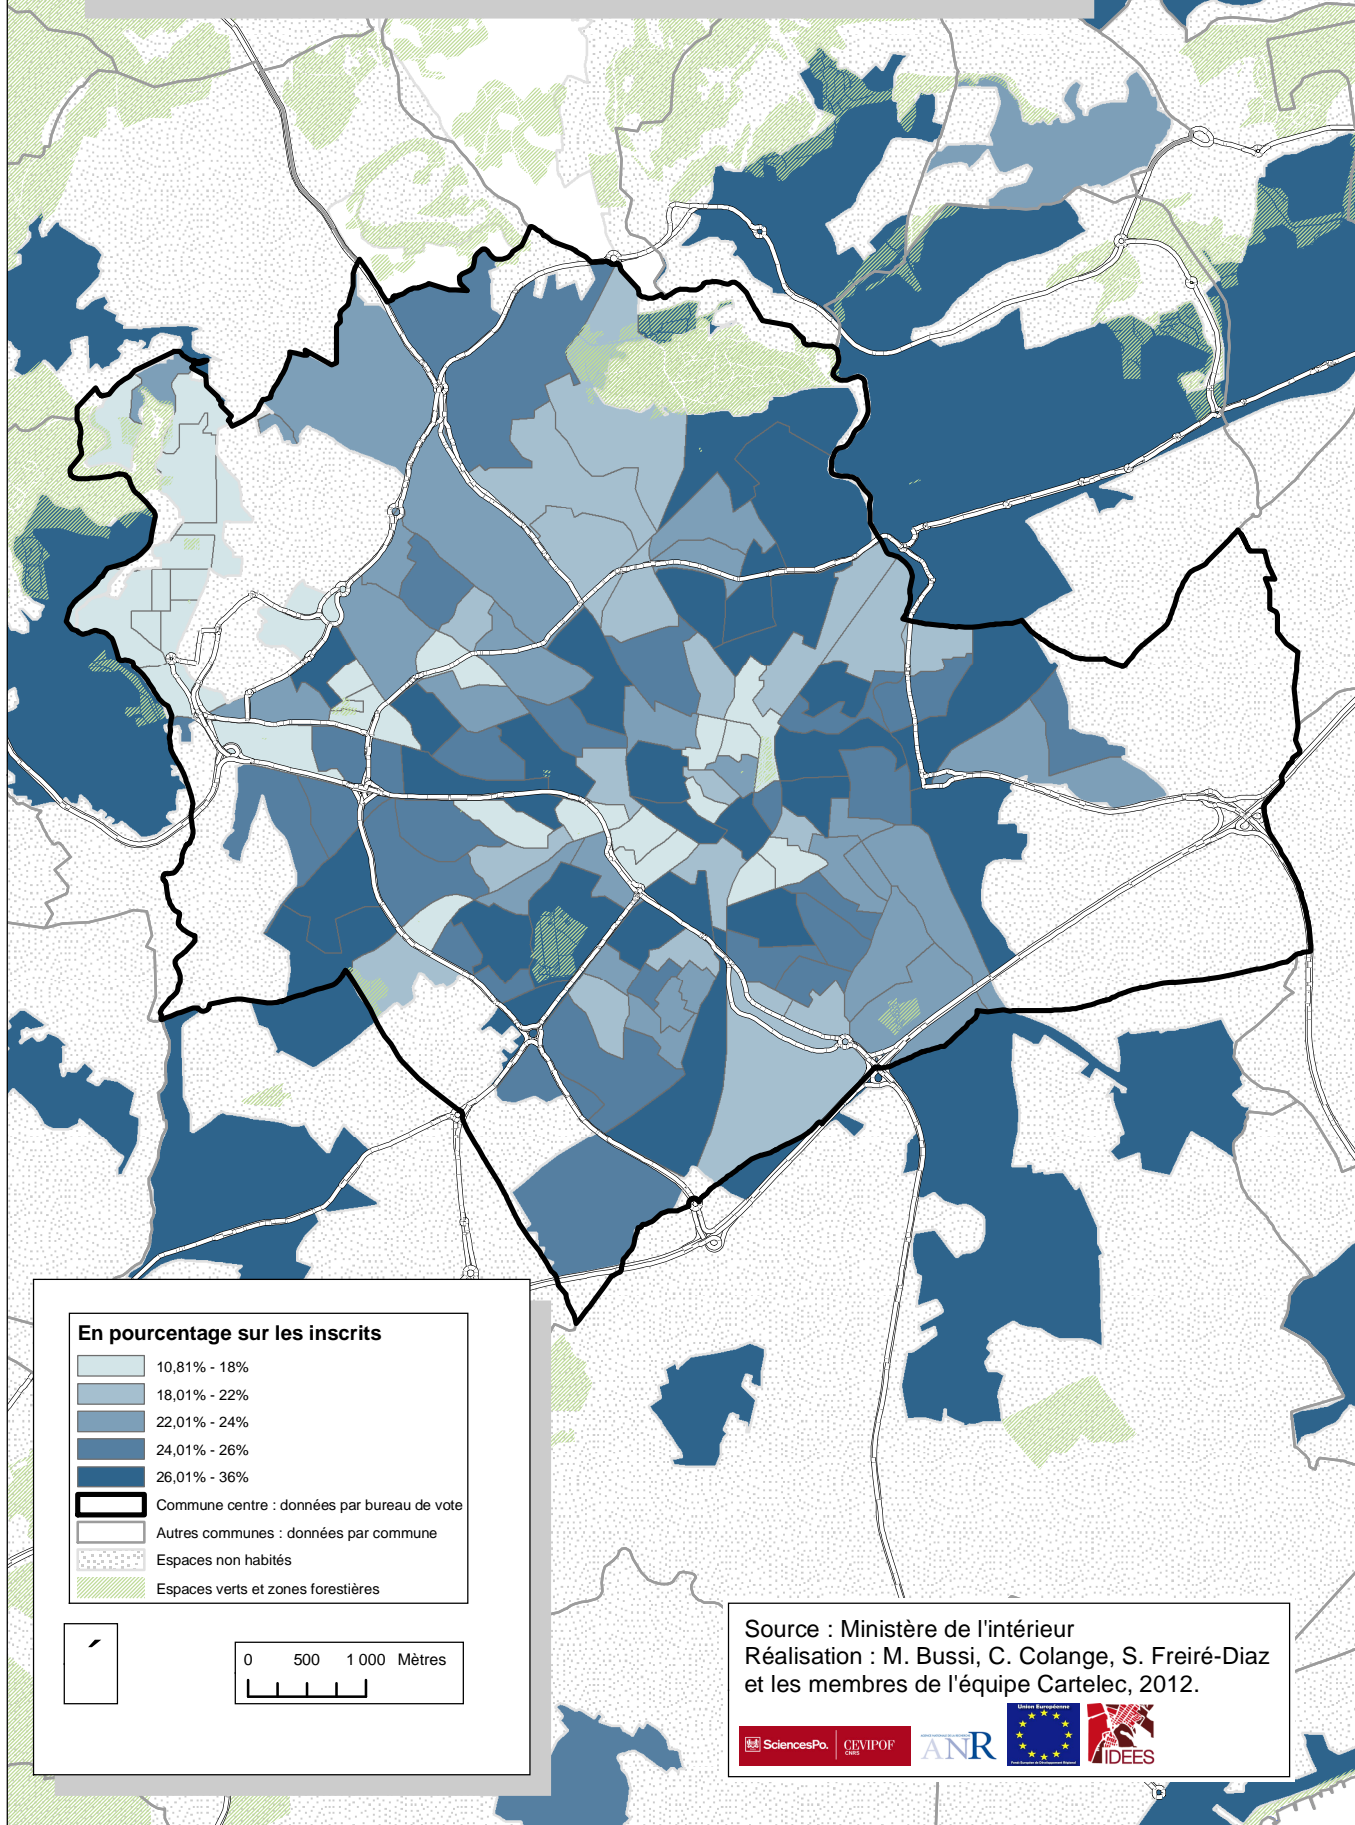 En pourcentage sur les inscrits
10,81% - 18%
18,01% - 22%
22,01% - 24%
24,01% - 26%
26,01% - 36%
Commune centre : données par bureau de vote
Autres communes : données par commune
Espaces non habités
Espaces verts et zones forestières
0 500 1 000 Mètres
Source : Ministère de l'intérieur
Réalisation : M. Bussi, C. Colange, S. Freiré-Diaz
et les membres de l'équipe Cartelec, 2012.
SciencesPo. CEVIPOF
CNRS
ANR
Union Européenne
IDEES